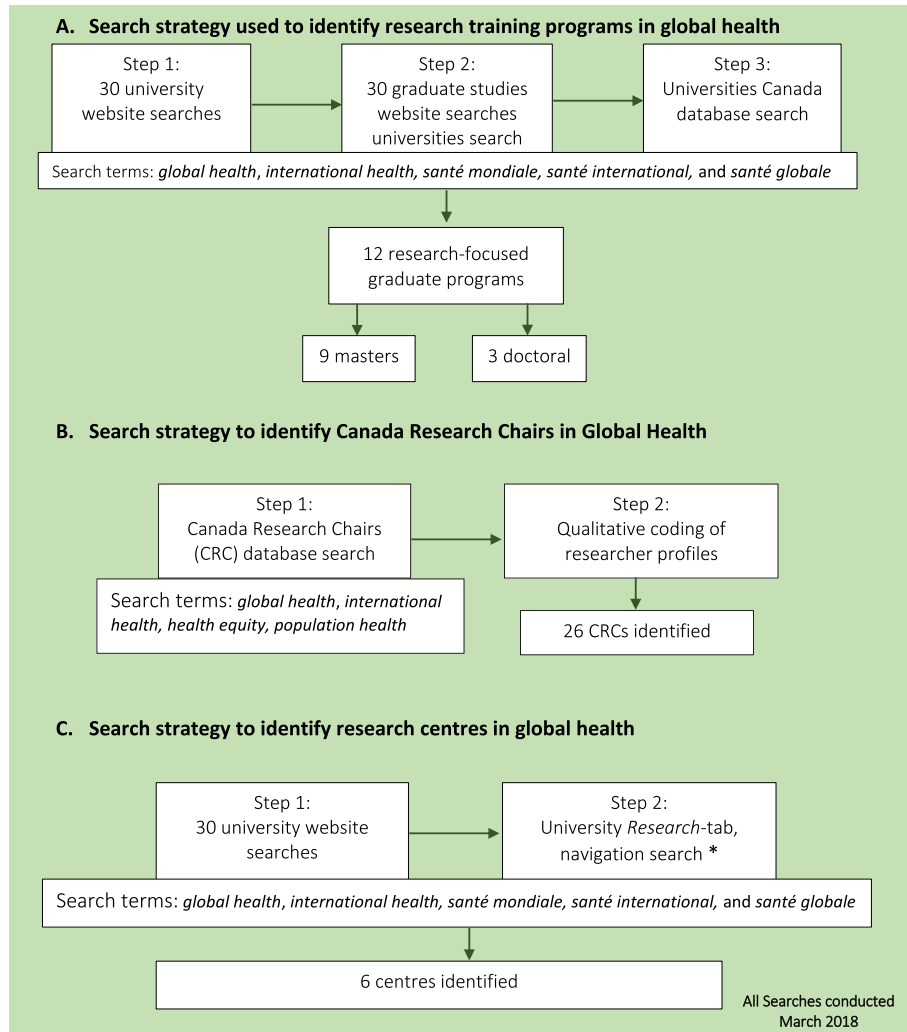 A. Search strategy used to identify research training programs in global health
Step 1:
30 university
website searches
Step 2:
30 graduate studies
website searches
universities search
Step 3:
Universities Canada
database search
Search terms: global health, international health, santé mondiale, santé international, and santé globale
12 research-focused
graduate programs
9 masters
3 doctoral
B. Search strategy to identify Canada Research Chairs in Global Health
Step 1:
Canada Research Chairs
(CRC) database search
Step 2:
Qualitative coding of
researcher profiles
Search terms: global health, international
health, health equity, population health
26 CRCs identified
C. Search strategy to identify research centres in global health
Step 1:
30 university website
searches
Step 2:
University Research-tab,
navigation search *
Search terms: global health, international health, santé mondiale, santé international, and santé globale
6 centres identified
All Searches conducted
March 2018